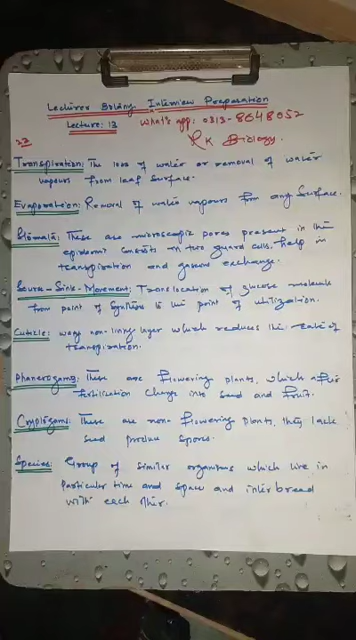 Lecturer Botany Interview Preparation
Lecture: 13 What's app: 0313-8648052
23 RK Biology.
Transpiration: The loss of water or removal of water
vapours from leaf surface.
Evaporation: Removal of water vapours from any surface.
Stomata: These are microscopic pores present in the
epidermis consists on two guard cells, help in
transpiration and gaseous exchange.
Source-Sink-Movement: Translocation of glucose molecule
from point of synthesis to the point of utilization.
Cuticle: waxy non-living layer which reduces the rate of
transpiration.
Phanerogams: These are flowering plants, which after
fertilization change into seed and fruit.
Cryptogams: These are non-flowering plants, they lack
seed produce spores.
Species: Group of similar organisms which live in
particular time and space and interbreed
with each other.